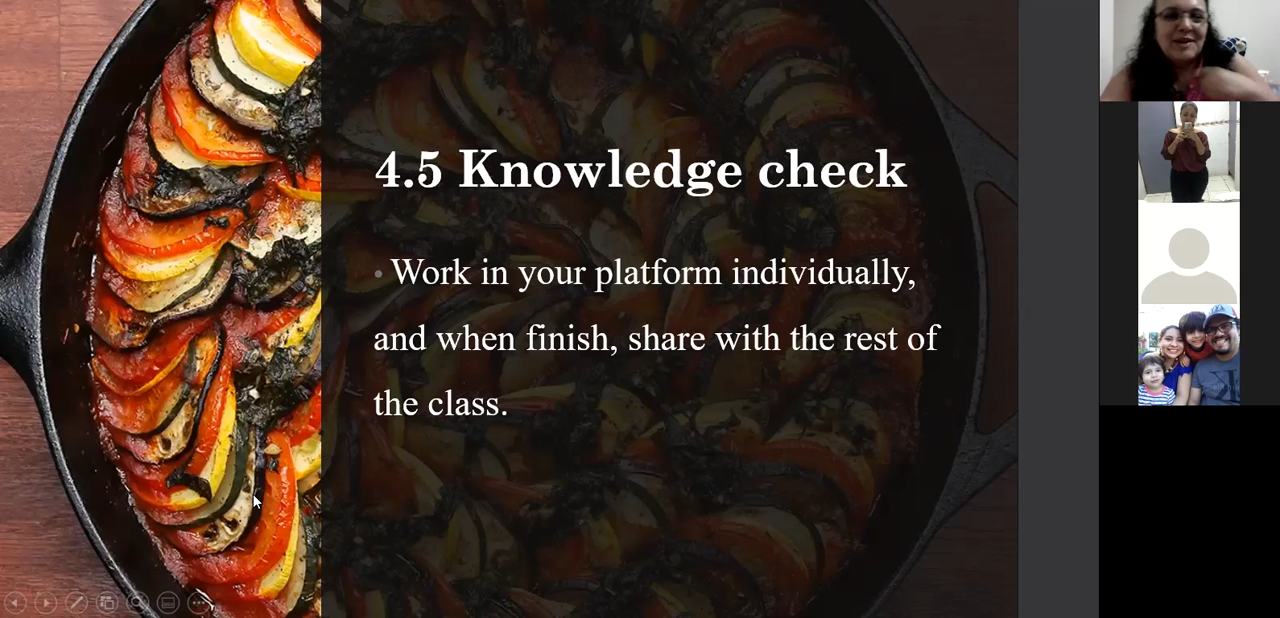 4.5 Knowledge check
• Work in your platform individually,
and when finish, share with the rest of
the class.